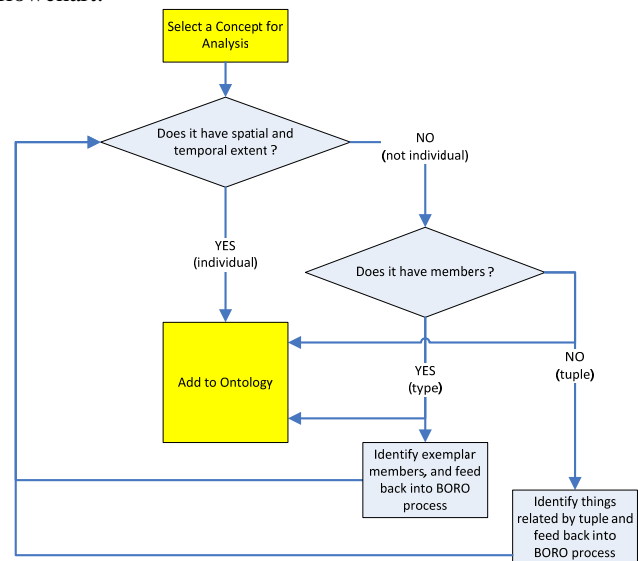 Select a Concept for
Analysis
Does it have spatial and
temporal extent ?
NO
(not individual)
YES
(individual)
Does it have members ?
Add to Ontology
YES
(type)
NO
(tuple)
Identify exemplar
members, and feed
back into BORO
process
Identify things
related by tuple and
feed back into
BORO process